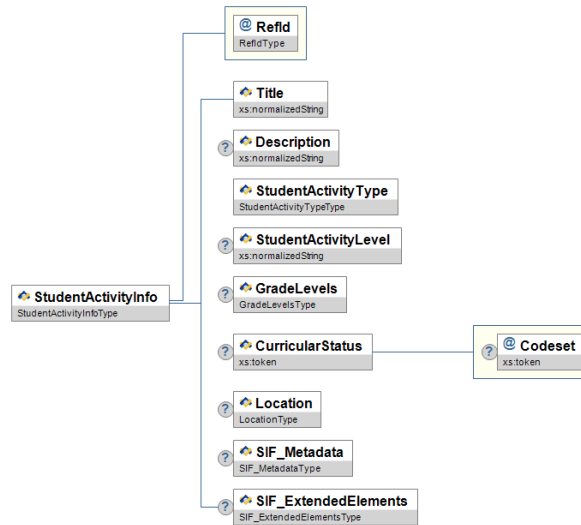 @ RefId
RefIdType
Title
xs:normalizedString
? Description
xs:normalizedString
StudentActivityType
StudentActivityTypeType
? StudentActivityLevel
xs:normalizedString
StudentActivityInfo
StudentActivityInfoType
? GradeLevels
GradeLevelsType
? CurricularStatus
xs:token
? @ Codeset
xs:token
? Location
LocationType
? SIF_Metadata
SIF_MetadataType
? SIF_ExtendedElements
SIF_ExtendedElementsType